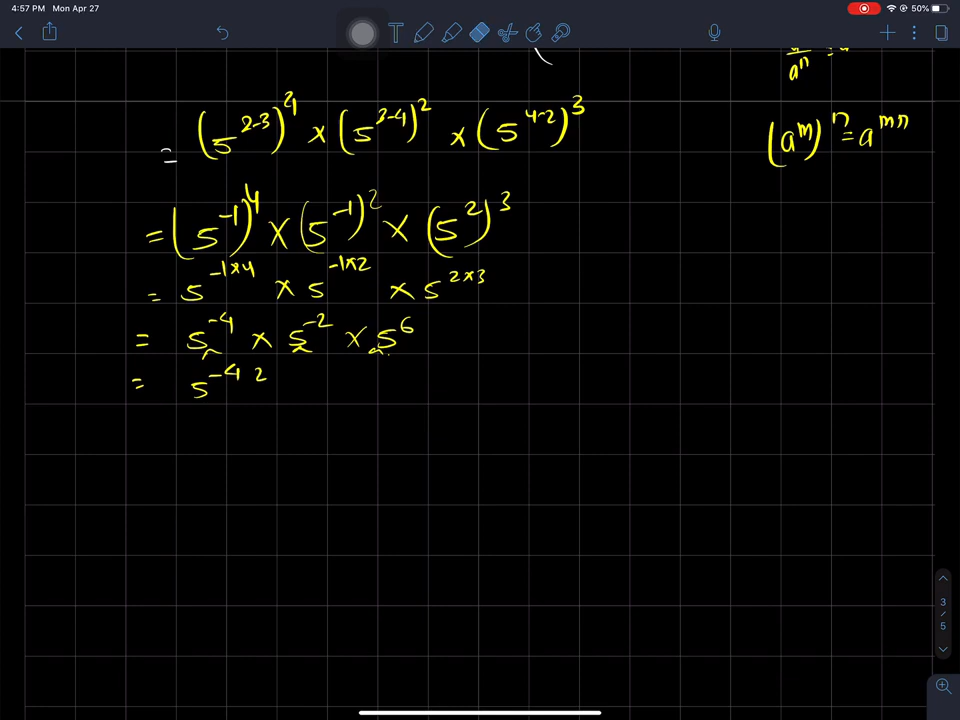 4:57 PM Mon Apr 27 50%
(5^{2-3})^4 × (5^{3-4})^2 × (5^{4-2})^3
=
(a^m)^n = a^{mn}
= (5^{-1})^4 × (5^{-1})^2 × (5^2)^3
= 5^{-1×4} × 5^{-1×2} × 5^{2×3}
= 5^{-4} × 5^{-2} × 5^6
= 5^{-4 2}
3 / 5